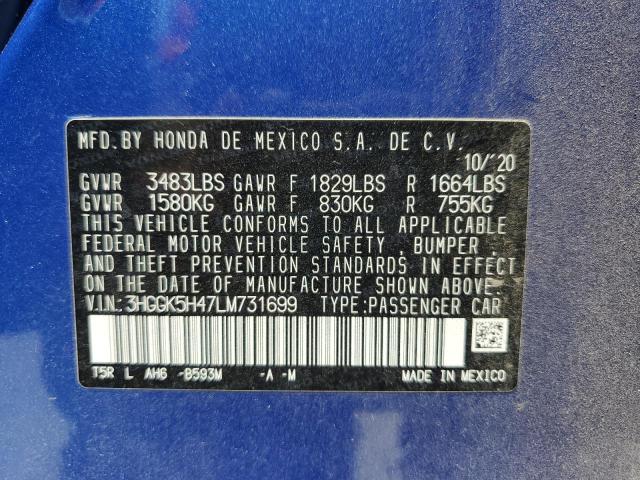 MFD. BY HONDA DE MEXICO S.A. DE C.V.
10/'20
GVWR 3483LBS GAWR F 1829LBS R 1664LBS
GVWR 1580KG GAWR F 830KG R 755KG
THIS VEHICLE CONFORMS TO ALL APPLICABLE
FEDERAL MOTOR VEHICLE SAFETY , BUMPER ,
AND THEFT PREVENTION STANDARDS IN EFFECT
ON THE DATE OF MANUFACTURE SHOWN ABOVE.
V.I.N.: 3HGGK5H47LM731699 TYPE:PASSENGER CAR
T5R L AH6 -B593M -A -M MADE IN MEXICO